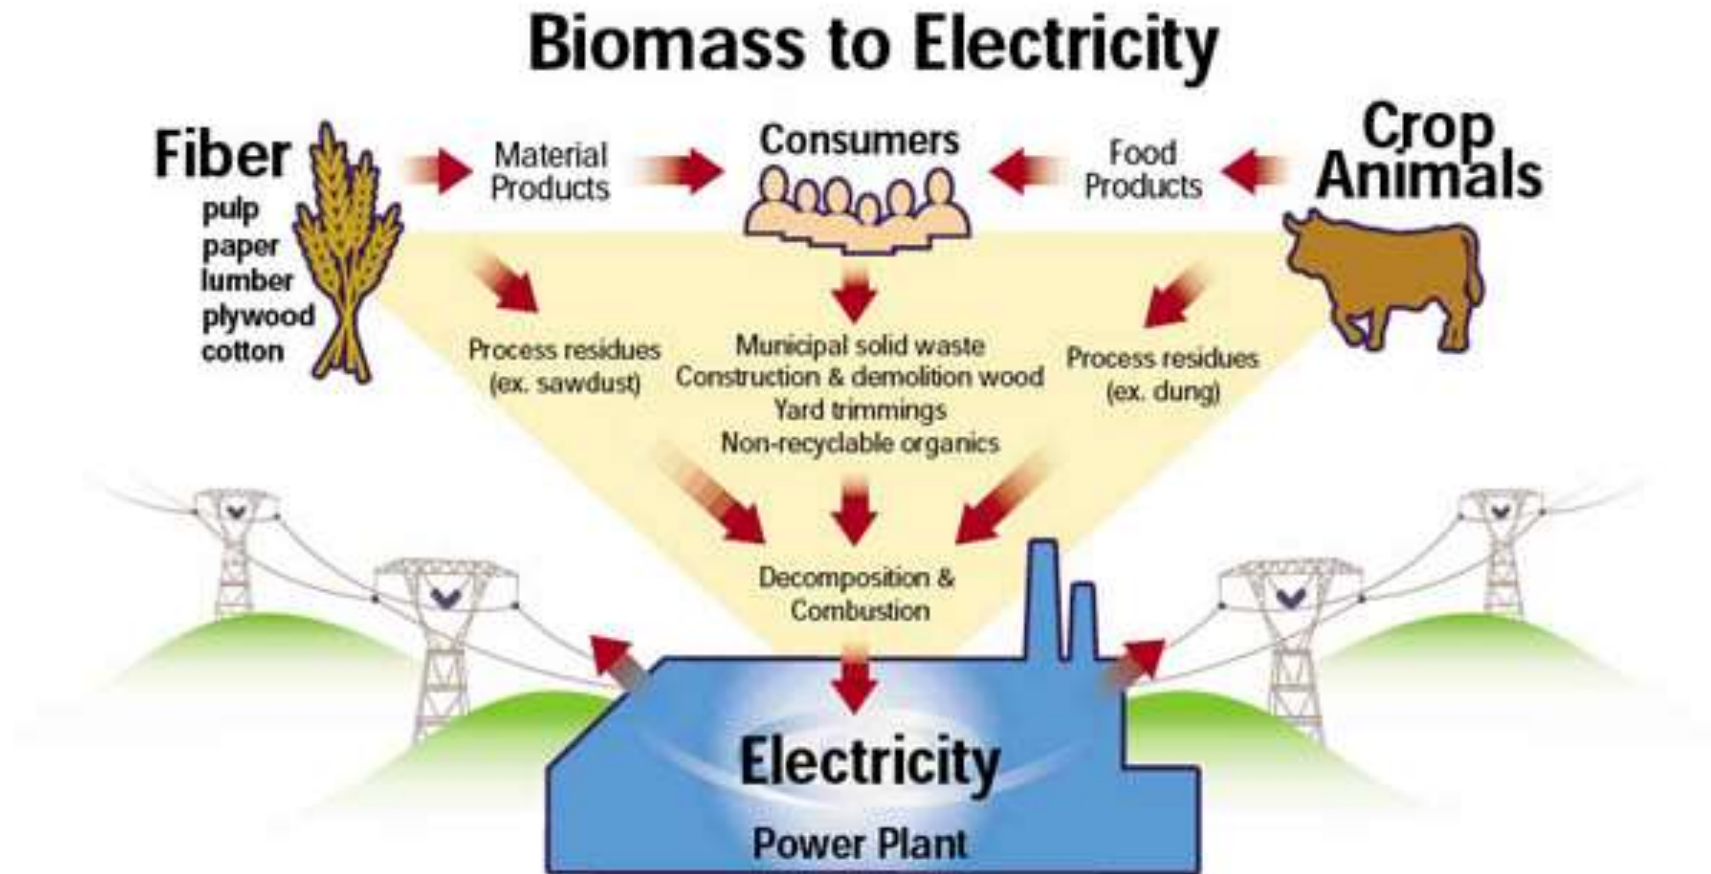 Biomass to Electricity
Fiber
pulp
paper
lumber
plywood
cotton
Material
Products
Consumers
Food
Products
Crop
Animals
Process residues
(ex. sawdust)
Municipal solid waste
Construction & demolition wood
Yard trimmings
Non-recyclable organics
Process residues
(ex. dung)
Decomposition &
Combustion
Electricity
Power Plant